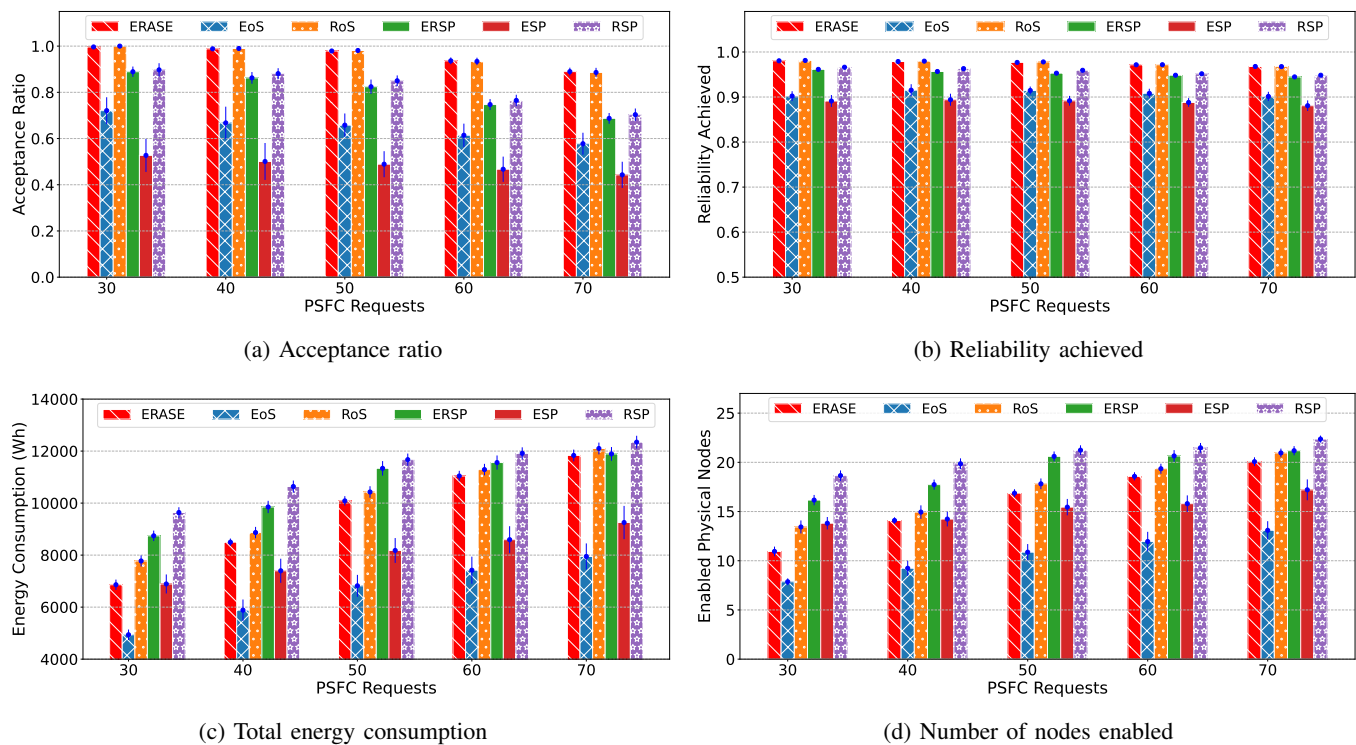 ERASE EoS RoS ERSP ESP RSP
1.0
0.8
0.6
0.4
0.2
0.0
Acceptance Ratio
30 40 50 60 70
PSFC Requests
(a) Acceptance ratio
ERASE EoS RoS ERSP ESP RSP
1.0
0.9
0.8
0.7
0.6
0.5
Reliability Achieved
30 40 50 60 70
PSFC Requests
(b) Reliability achieved
ERASE EoS RoS ERSP ESP RSP
14000
12000
10000
8000
6000
4000
Energy Consumption (Wh)
30 40 50 60 70
PSFC Requests
(c) Total energy consumption
ERASE EoS RoS ERSP ESP RSP
25
20
15
10
5
0
Enabled Physical Nodes
30 40 50 60 70
PSFC Requests
(d) Number of nodes enabled